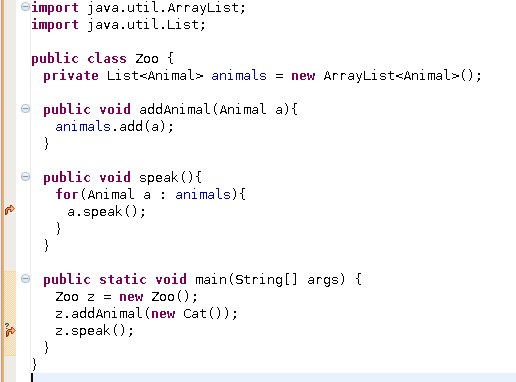 import java.util.ArrayList;
import java.util.List;
public class Zoo {
private List<Animal> animals = new ArrayList<Animal>();
public void addAnimal(Animal a){
animals.add(a);
}
public void speak(){
for(Animal a : animals){
a.speak();
}
}
public static void main(String[] args) {
Zoo z = new Zoo();
z.addAnimal(new Cat());
z.speak();
}
}